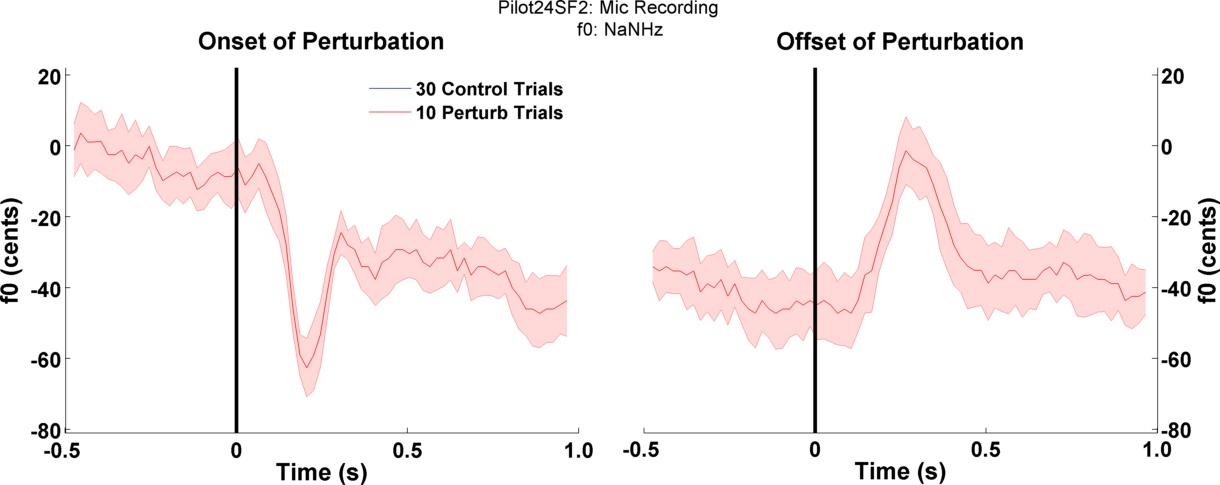 Pilot24SF2: Mic Recording
f0: NaNHz
Onset of Perturbation
Offset of Perturbation
30 Control Trials
10 Perturb Trials
f0 (cents)
20
0
-20
-40
-60
-80
-0.5
0
0.5
1.0
Time (s)
-0.5
0
0.5
1.0
Time (s)
20
0
-20
-40
-60
-80
f0 (cents)